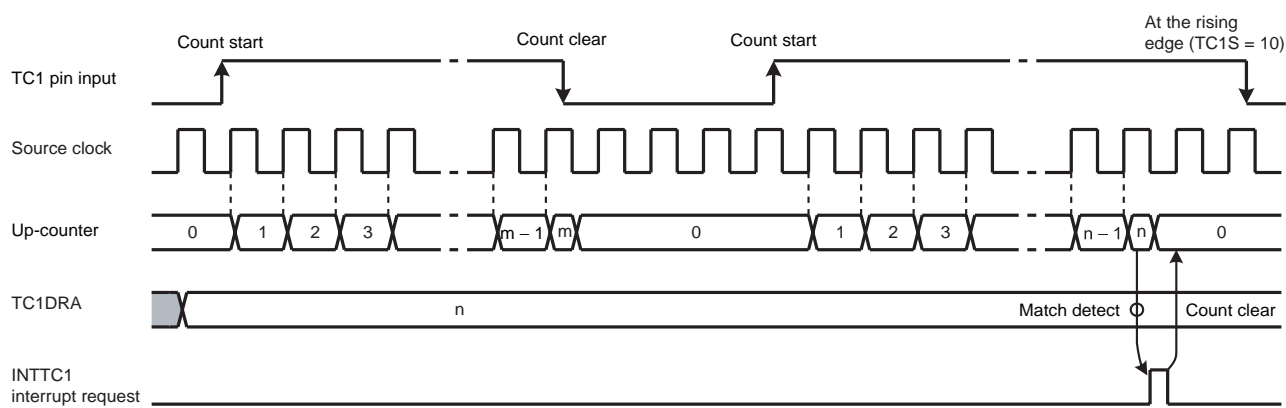 At the rising
edge (TC1S = 10)
Count start
Count clear
Count start
TC1 pin input
Source clock
Up-counter
0 1 2 3 m − 1 m 0 1 2 3 n − 1 n 0
TC1DRA
n
Match detect
Count clear
INTTC1
interrupt request